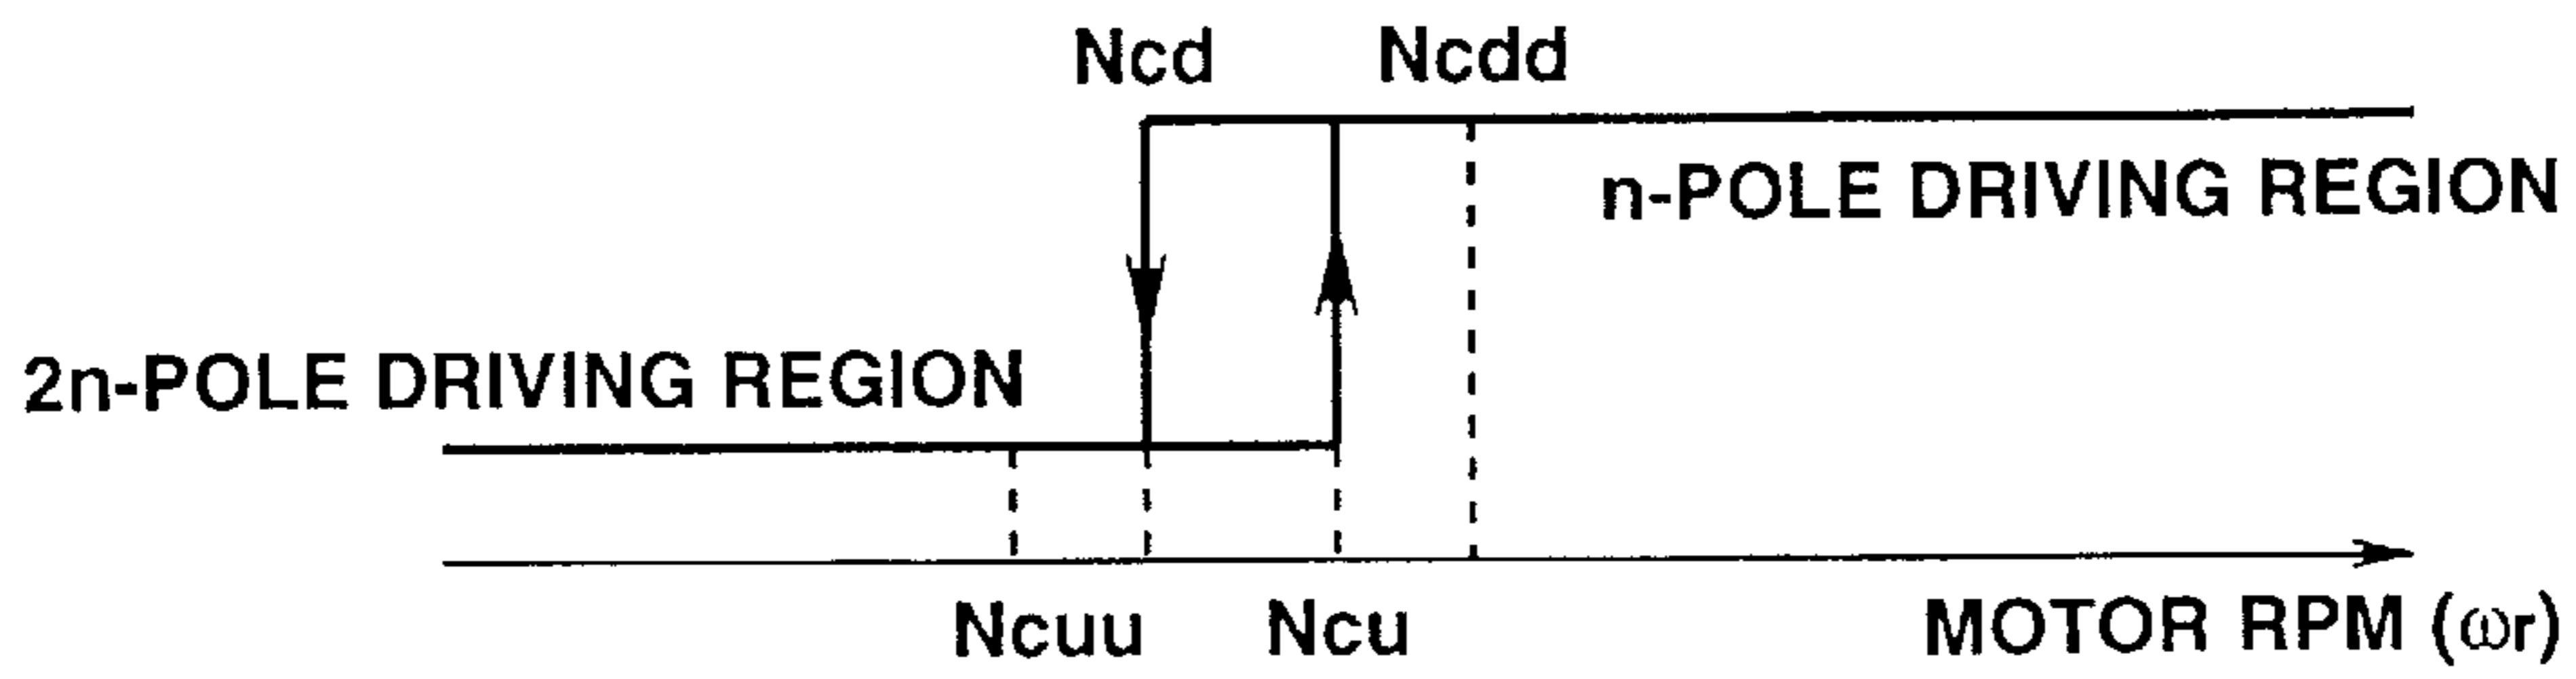 Ncd Ncdd
n-POLE DRIVING REGION
2n-POLE DRIVING REGION
Ncuu Ncu
MOTOR RPM (ωr)